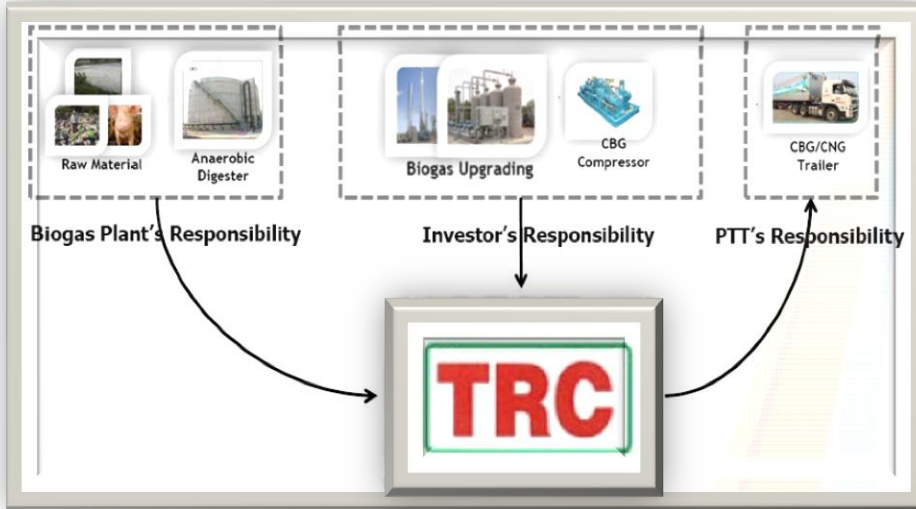 Raw Material
Anaerobic
Digester
Biogas Upgrading
CBG
Compressor
CBG/CNG
Trailer
Biogas Plant's Responsibility
Investor's Responsibility
PTT's Responsibility
TRC